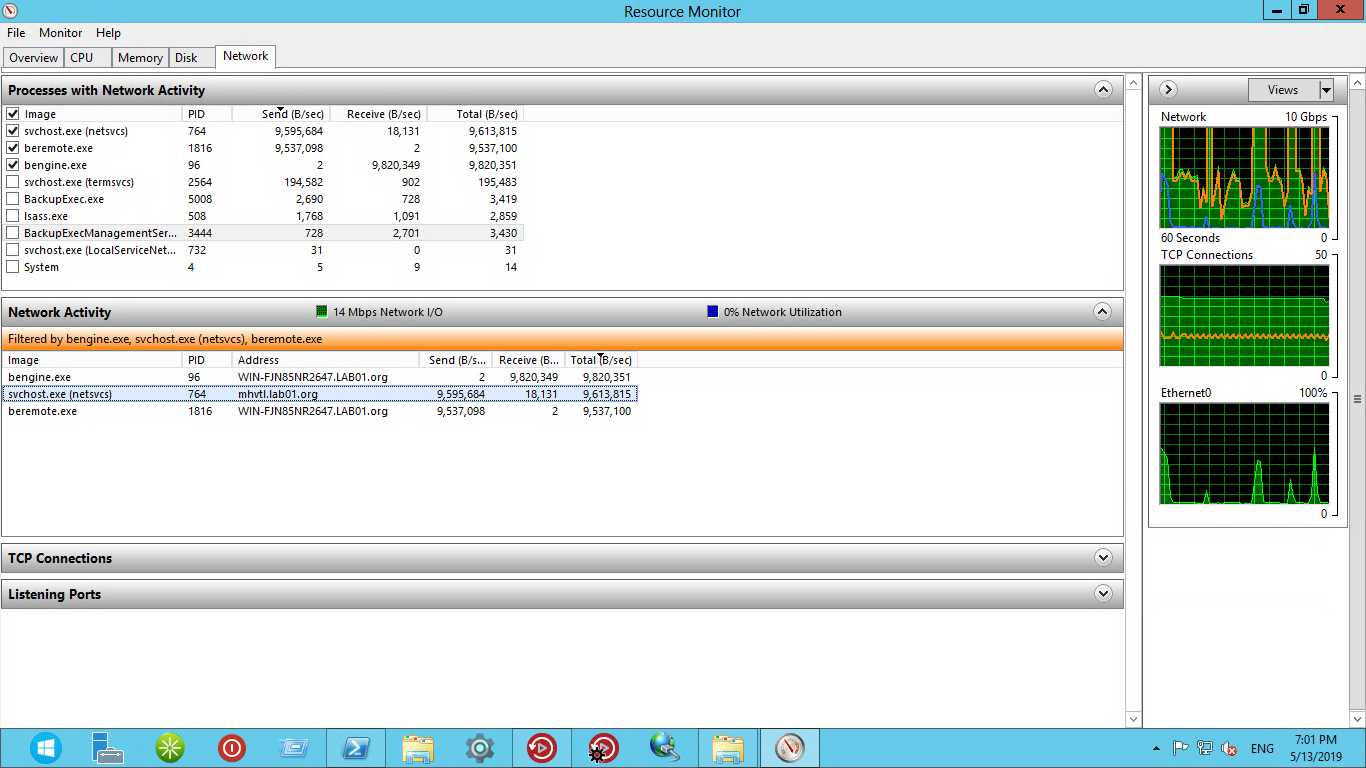 Resource Monitor
File Monitor Help
Overview CPU Memory Disk Network
Processes with Network Activity
Image PID Send (B/sec) Receive (B/sec) Total (B/sec)
svchost.exe (netsvcs) 764 9,595,684 18,131 9,613,815
beremote.exe 1816 9,537,098 2 9,537,100
bengine.exe 96 2 9,820,349 9,820,351
svchost.exe (termsvcs) 2564 194,582 902 195,483
BackupExec.exe 5008 2,690 728 3,419
lsass.exe 508 1,768 1,091 2,859
BackupExecManagementSer... 3444 728 2,701 3,430
svchost.exe (LocalServiceNet... 732 31 0 31
System 4 5 9 14
Network Activity 14 Mbps Network I/O 0% Network Utilization
Filtered by bengine.exe, svchost.exe (netsvcs), beremote.exe
Image PID Address Send (B/s... Receive (B... Total (B/sec)
bengine.exe 96 WIN-FJN85NR2647.LAB01.org 2 9,820,349 9,820,351
svchost.exe (netsvcs) 764 mhvtl.lab01.org 9,595,684 18,131 9,613,815
beremote.exe 1816 WIN-FJN85NR2647.LAB01.org 9,537,098 2 9,537,100
TCP Connections
Listening Ports
Views
Network 10 Gbps
60 Seconds 0
TCP Connections 50
0
Ethernet0 100%
0
ENG
7:01 PM
5/13/2019